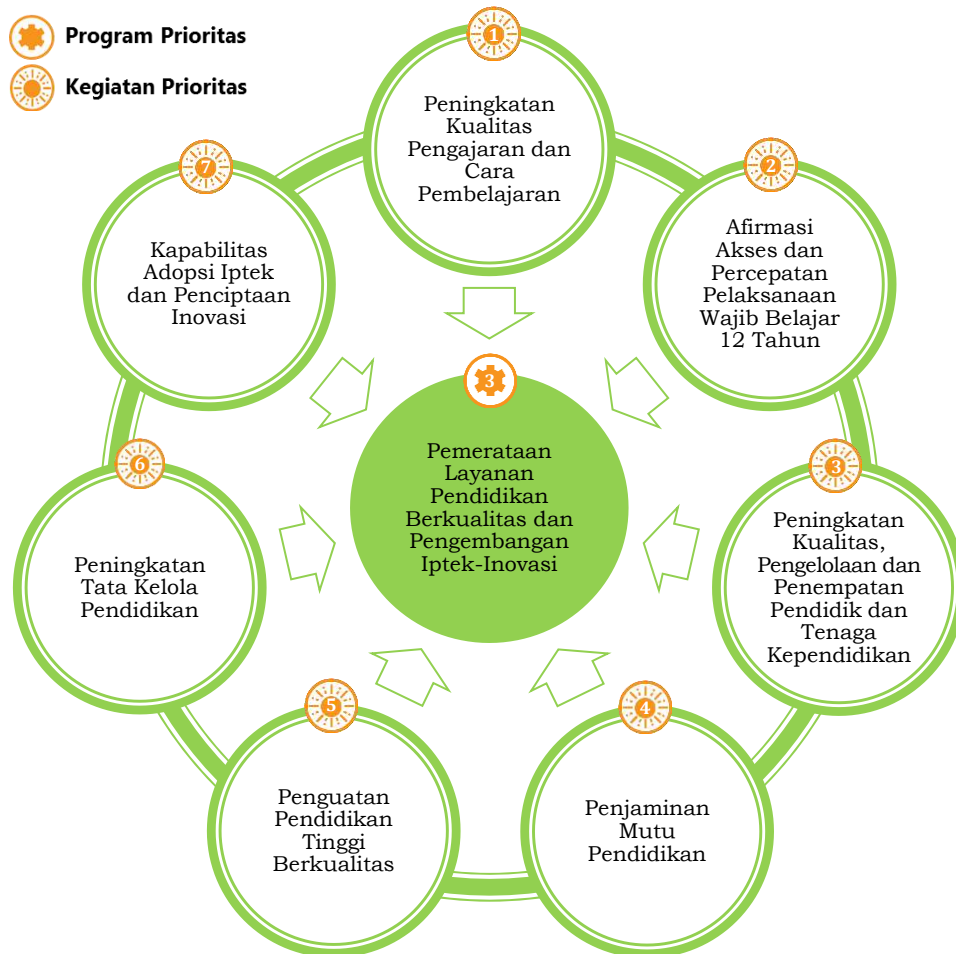 Program Prioritas
Kegiatan Prioritas
1
Peningkatan
Kualitas
Pengajaran dan
Cara
Pembelajaran
2
Afirmasi
Akses dan
Percepatan
Pelaksanaan
Wajib Belajar
12 Tahun
3
Peningkatan
Kualitas,
Pengelolaan dan
Penempatan
Pendidik dan
Tenaga
Kependidikan
4
Penjaminan
Mutu
Pendidikan
5
Penguatan
Pendidikan
Tinggi
Berkualitas
6
Peningkatan
Tata Kelola
Pendidikan
7
Kapabilitas
Adopsi Iptek
dan Penciptaan
Inovasi
3
Pemerataan
Layanan
Pendidikan
Berkualitas dan
Pengembangan
Iptek-Inovasi